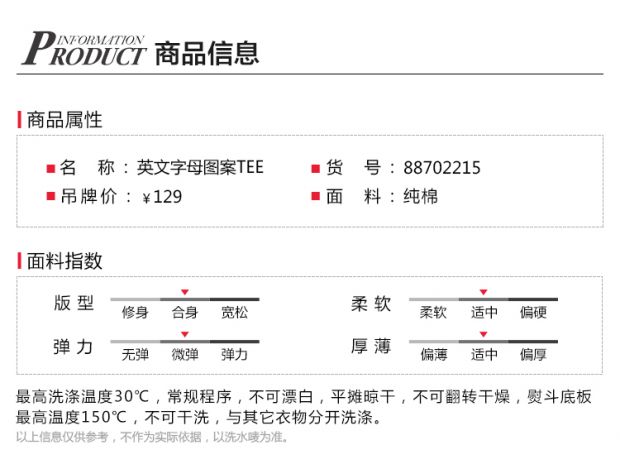 INFORMATION
PRODUCT 商品信息
商品属性
名 称：英文字母图案TEE 货 号：88702215
吊牌价：¥129 面 料：纯棉
面料指数
版型 修身 合身 宽松 柔软 柔软 适中 偏硬
弹力 无弹 微弹 弹力 厚薄 偏薄 适中 偏厚
最高洗涤温度30℃，常规程序，不可漂白，平摊晾干，不可翻转干燥，熨斗底板
最高温度150℃，不可干洗，与其它衣物分开洗涤。
以上信息仅供参考，不作为实际依据，以洗水唛为准。